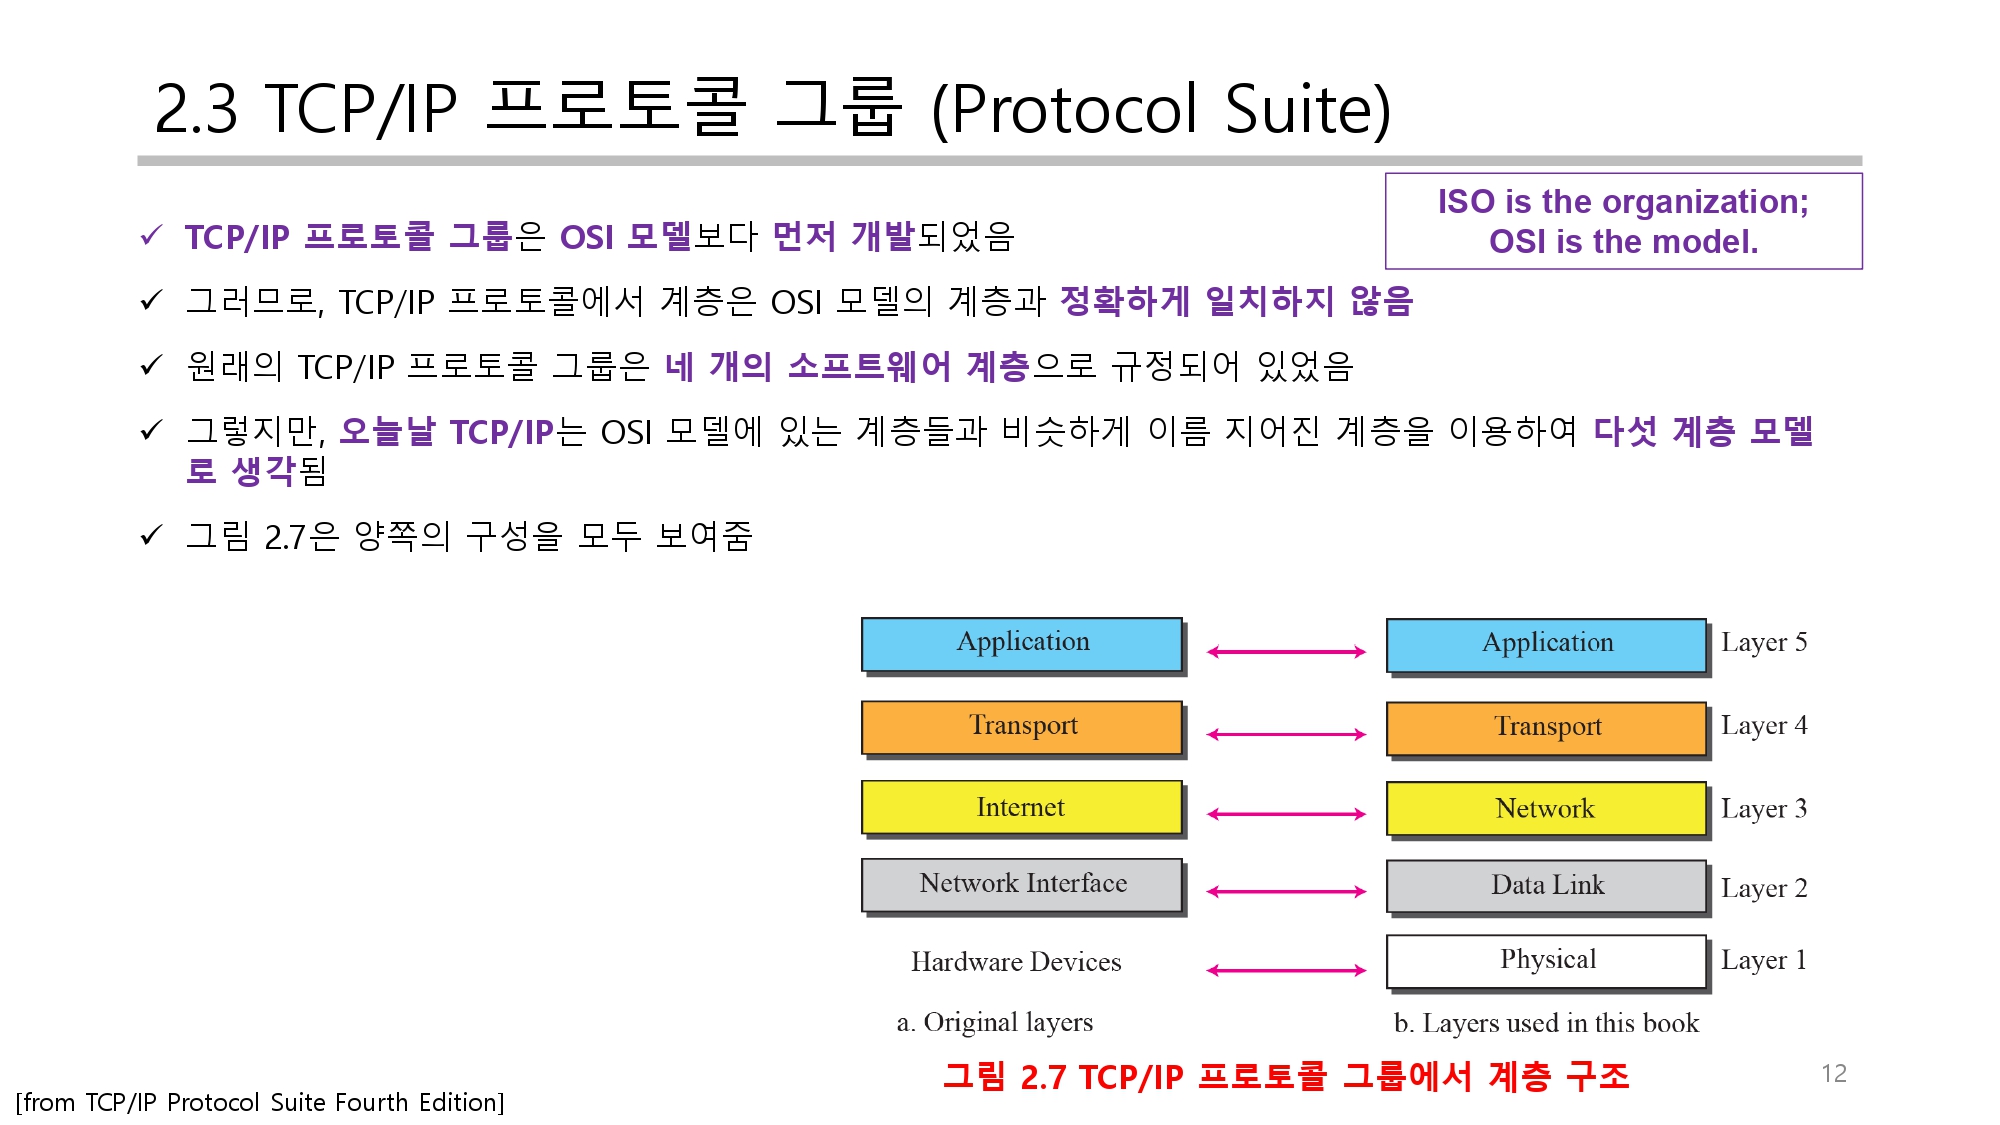 2.3 TCP/IP 프로토콜 그룹 (Protocol Suite)
ISO is the organization;
OSI is the model.
✓ TCP/IP 프로토콜 그룹은 OSI 모델보다 먼저 개발되었음
✓ 그러므로, TCP/IP 프로토콜에서 계층은 OSI 모델의 계층과 정확하게 일치하지 않음
✓ 원래의 TCP/IP 프로토콜 그룹은 네 개의 소프트웨어 계층으로 규정되어 있었음
✓ 그렇지만, 오늘날 TCP/IP는 OSI 모델에 있는 계층들과 비슷하게 이름 지어진 계층을 이용하여 다섯 계층 모델
로 생각됨
✓ 그림 2.7은 양쪽의 구성을 모두 보여줌
Application Application Layer 5
Transport Transport Layer 4
Internet Network Layer 3
Network Interface Data Link Layer 2
Hardware Devices Physical Layer 1
a. Original layers b. Layers used in this book
그림 2.7 TCP/IP 프로토콜 그룹에서 계층 구조
12
[from TCP/IP Protocol Suite Fourth Edition]